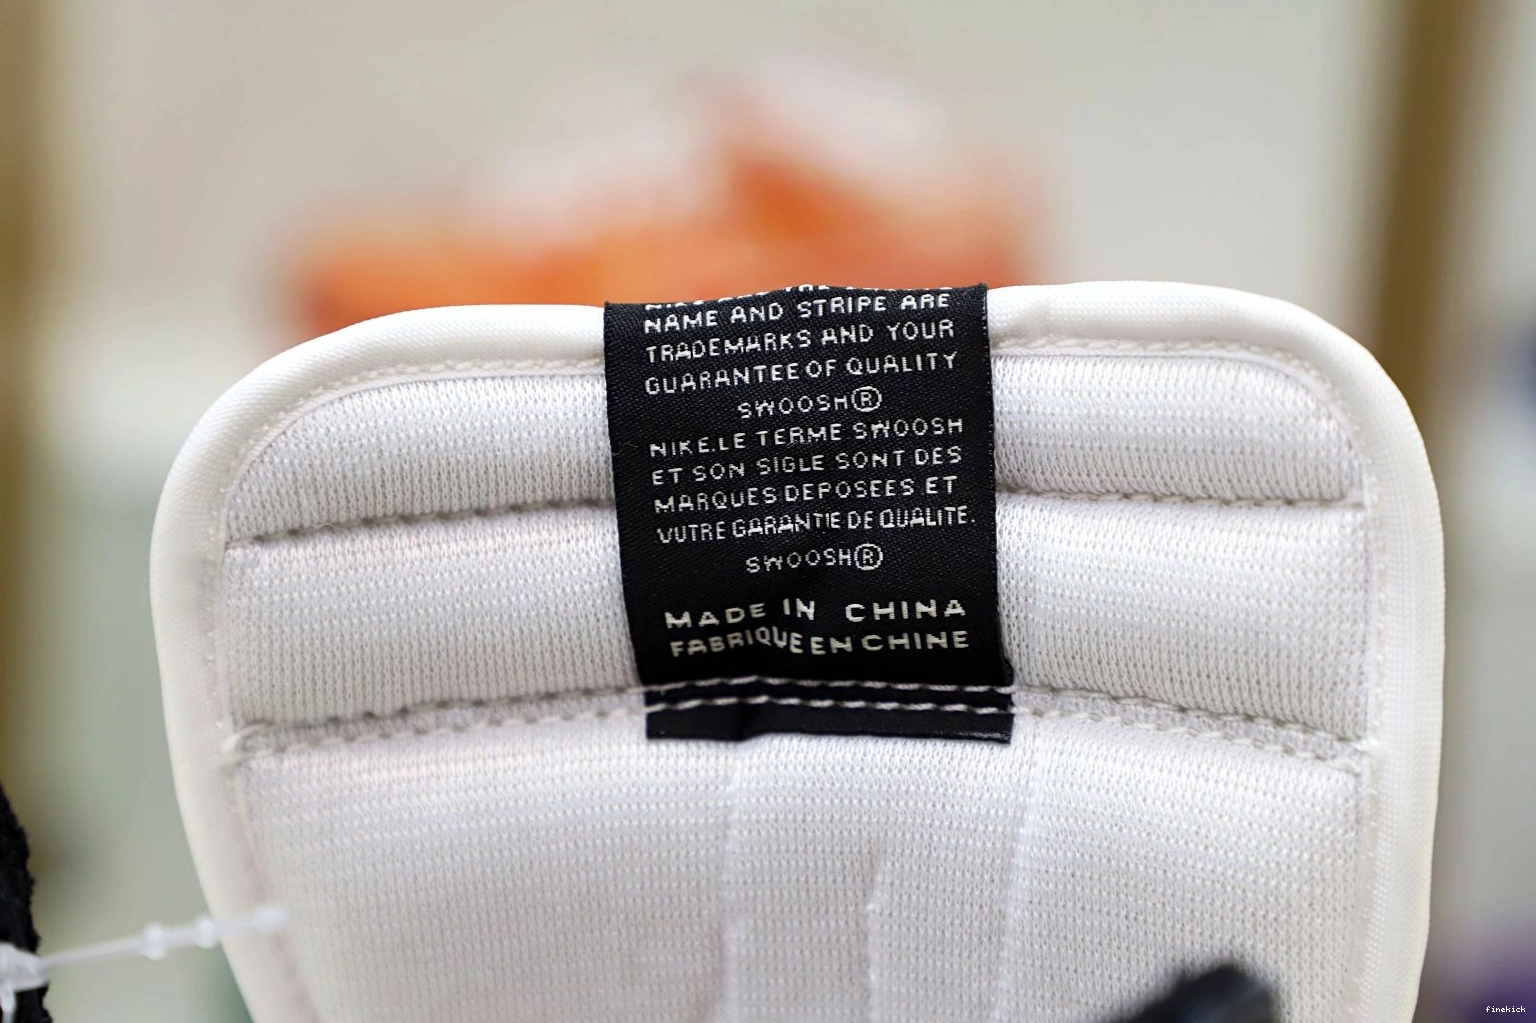 NAME AND STRIPE ARE
TRADEMARKS AND YOUR
GUARANTEE OF QUALITY
SWOOSH®
NIKE.LE TERME SWOOSH
ET SON SIGLE SONT DES
MARQUES DEPOSEES ET
VUTRE GARANTIE DE QUALITE.
SWOOSH®
MADE IN CHINA
FABRIQUE EN CHINE
finekick